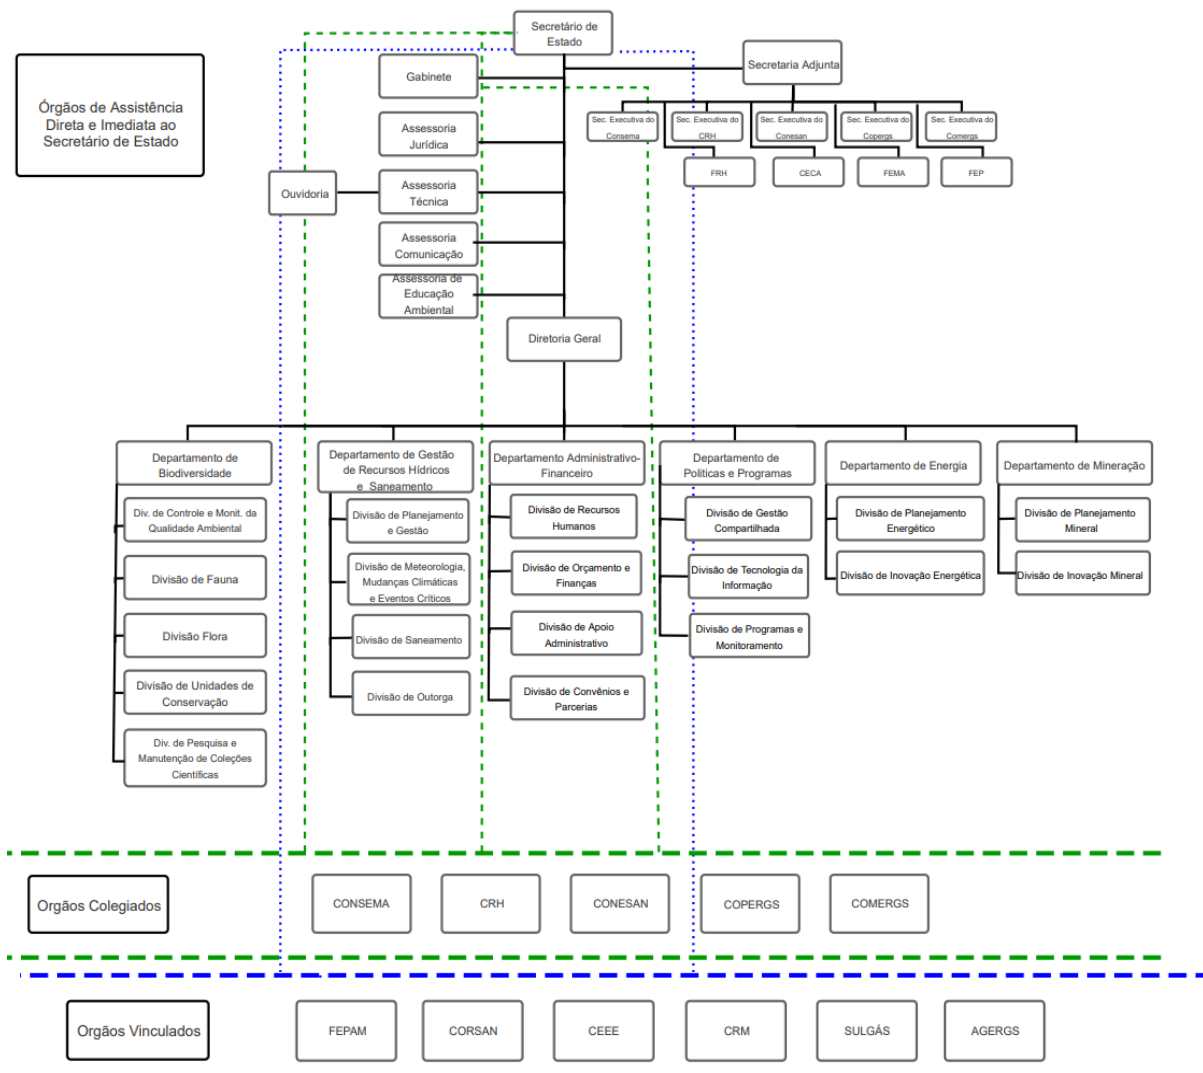 Secretário de
Estado
Secretaria Adjunta
Órgãos de Assistência
Direta e Imediata ao
Secretário de Estado
Gabinete
Assessoria
Jurídica
Ouvidoria
Assessoria
Técnica
Assessoria
Comunicação
Assessoria de
Educação
Ambiental
Sec. Executiva do
Consema
Sec. Executiva do
CRH
Sec. Executiva do
Conesan
Sec. Executiva do
Copergs
Sec. Executiva do
Comergs
FRH
CECA
FEMA
FEP
Diretoria Geral
Departamento de
Biodiversidade
Div. de Controle e Monit. da
Qualidade Ambiental
Divisão de Fauna
Divisão Flora
Divisão de Unidades de
Conservação
Div. de Pesquisa e
Manutenção de Coleções
Científicas
Departamento de Gestão
de Recursos Hídricos
e Saneamento
Divisão de Planejamento
e Gestão
Divisão de Meteorologia,
Mudanças Climáticas
e Eventos Críticos
Divisão de Saneamento
Divisão de Outorga
Departamento Administrativo-
Financeiro
Divisão de Recursos
Humanos
Divisão de Orçamento e
Finanças
Divisão de Apoio
Administrativo
Divisão de Convênios e
Parcerias
Departamento de
Politicas e Programas
Divisão de Gestão
Compartilhada
Divisão de Tecnologia da
Informação
Divisão de Programas e
Monitoramento
Departamento de Energia
Divisão de Planejamento
Energético
Divisão de Inovação Energética
Departamento de Mineração
Divisão de Planejamento
Mineral
Divisão de Inovação Mineral
Orgãos Colegiados
CONSEMA
CRH
CONESAN
COPERGS
COMERGS
Orgãos Vinculados
FEPAM
CORSAN
CEEE
CRM
SULGÁS
AGERGS